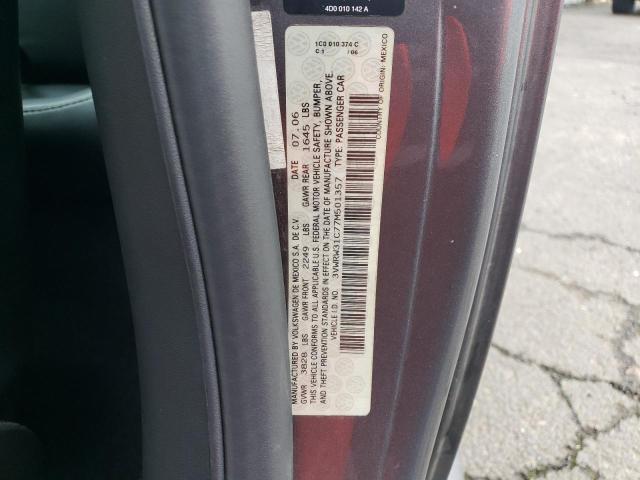 4D0 010 142 A
1C0 010 374 C
C 1 / 06
MANUFACTURED BY VOLKSWAGEN DE MEXICO S.A. DE C.V. DATE 07.06
GVWR 3828 LBS GAWR FRONT 2249 LBS GAWR REAR 1645 LBS
THIS VEHICLE CONFORMS TO ALL APPLICABLE U.S. FEDERAL MOTOR VEHICLE SAFETY, BUMPER,
AND THEFT PREVENTION STANDARDS IN EFFECT ON THE DATE OF MANUFACTURE SHOWN ABOVE.
VEHICLE I.D. NO. 3VWRW31C77M501357 TYPE: PASSENGER CAR
COUNTRY OF ORIGIN: MEXICO